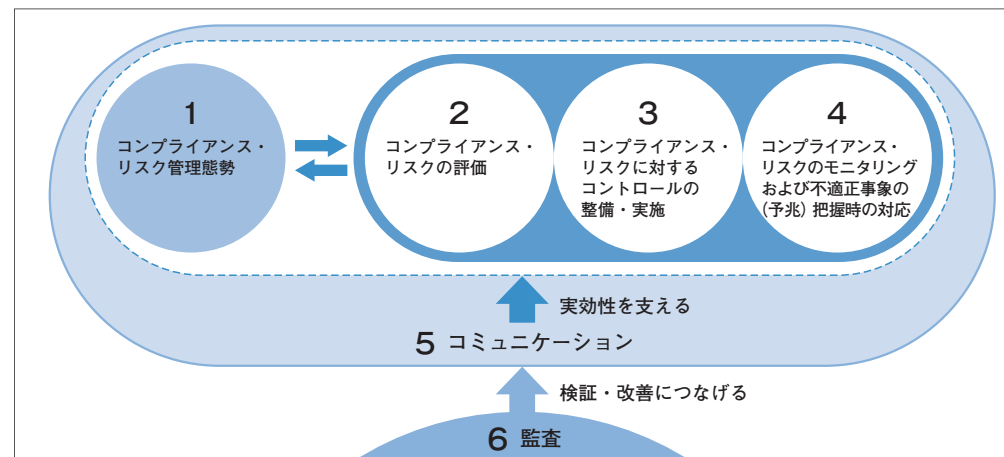 1
コンプライアンス・
リスク管理態勢
2
コンプライアンス・
リスクの評価
3
コンプライアンス・
リスクに対する
コントロールの
整備・実施
4
コンプライアンス・
リスクのモニタリング
および不適正事象の
（予兆）把握時の対応
実効性を支える
5 コミュニケーション
検証・改善につなげる
6 監査